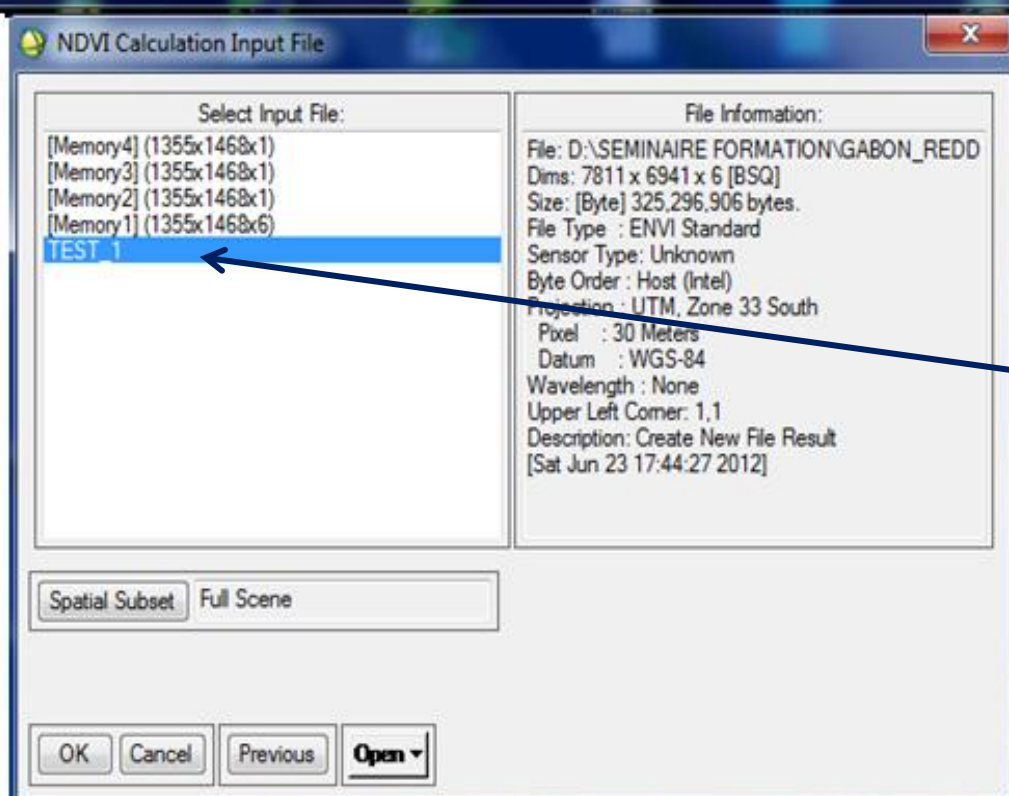 NDVI Calculation Input File
Select Input File:
[Memory4] (1355x1468x1)
[Memory3] (1355x1468x1)
[Memory2] (1355x1468x1)
[Memory1] (1355x1468x6)
TEST_1
File Information:
File: D:\SEMINAIRE FORMATION\GABON_REDD
Dims: 7811 x 6941 x 6 [BSQ]
Size: [Byte] 325,296,906 bytes.
File Type : ENVI Standard
Sensor Type: Unknown
Byte Order : Host (Intel)
Projection : UTM, Zone 33 South
Pixel : 30 Meters
Datum : WGS-84
Wavelength : None
Upper Left Corner: 1,1
Description: Create New File Result
[Sat Jun 23 17:44:27 2012]
Spatial Subset Full Scene
OK Cancel Previous Open